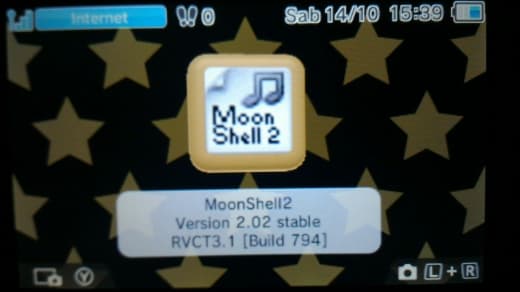 Internet
0
Sab 14/10
15:39
Moon
Shell 2
MoonShell2
Version 2.02 stable
RVCT3.1 [Build 794]
Y
L + R